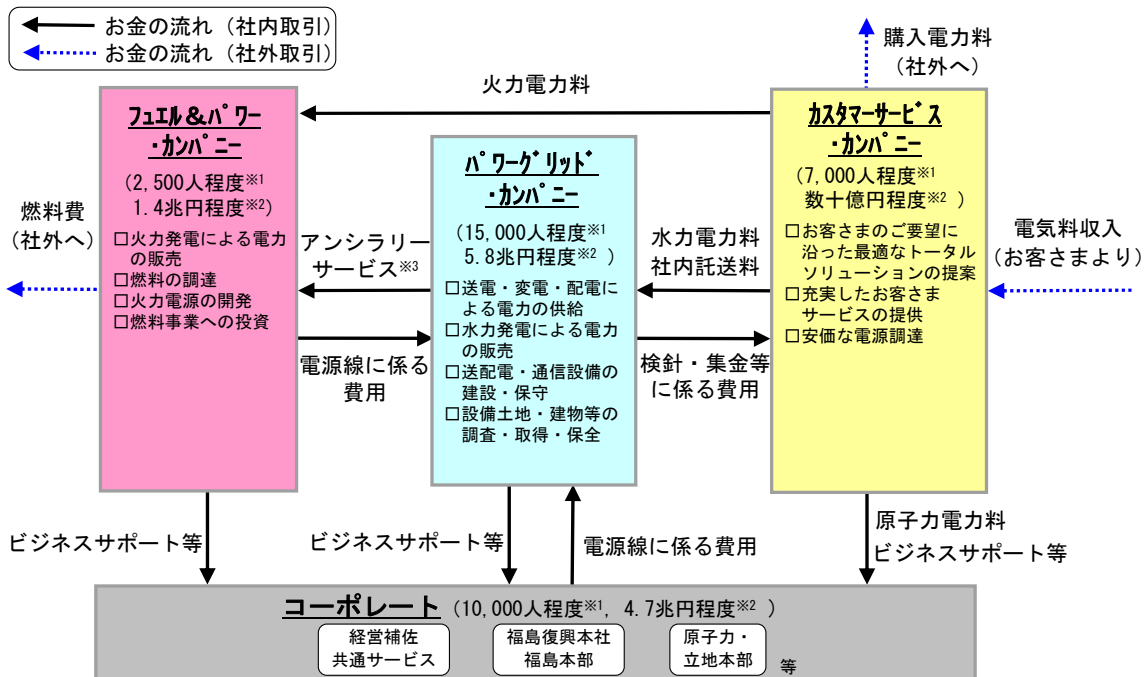 お金の流れ（社内取引）
お金の流れ（社外取引）
購入電力料
（社外へ）
火力電力料
ﾌｭｴﾙ＆ﾊﾟﾜｰ
・ｶﾝﾊﾟﾆｰ
（2,500人程度※1
1.4兆円程度※2）
□火力発電による電力
の販売
□燃料の調達
□火力電源の開発
□燃料事業への投資
燃料費
（社外へ）
アンシラリー
サービス※3
電源線に係る
費用
ﾊﾟﾜｰｸﾞﾘｯﾄﾞ
・ｶﾝﾊﾟﾆｰ
（15,000人程度※1
5.8兆円程度※2 ）
□送電・変電・配電に
よる電力の供給
□水力発電による電力
の販売
□送配電・通信設備の
建設・保守
□設備土地・建物等の
調査・取得・保全
水力電力料
社内託送料
検針・集金等
に係る費用
ｶｽﾀﾏｰｻｰﾋﾞｽ
・ｶﾝﾊﾟﾆｰ
（7,000人程度※1
数十億円程度※2 ）
□お客さまのご要望に
沿った最適なトータル
ソリューションの提案
□充実したお客さま
サービスの提供
□安価な電源調達
電気料収入
（お客さまより）
ビジネスサポート等
ビジネスサポート等
電源線に係る費用
原子力電力料
ビジネスサポート等
コーポレート（10,000人程度※1, 4.7兆円程度※2 ）
経営補佐
共通サービス
福島復興本社
福島本部
原子力・
立地本部
等